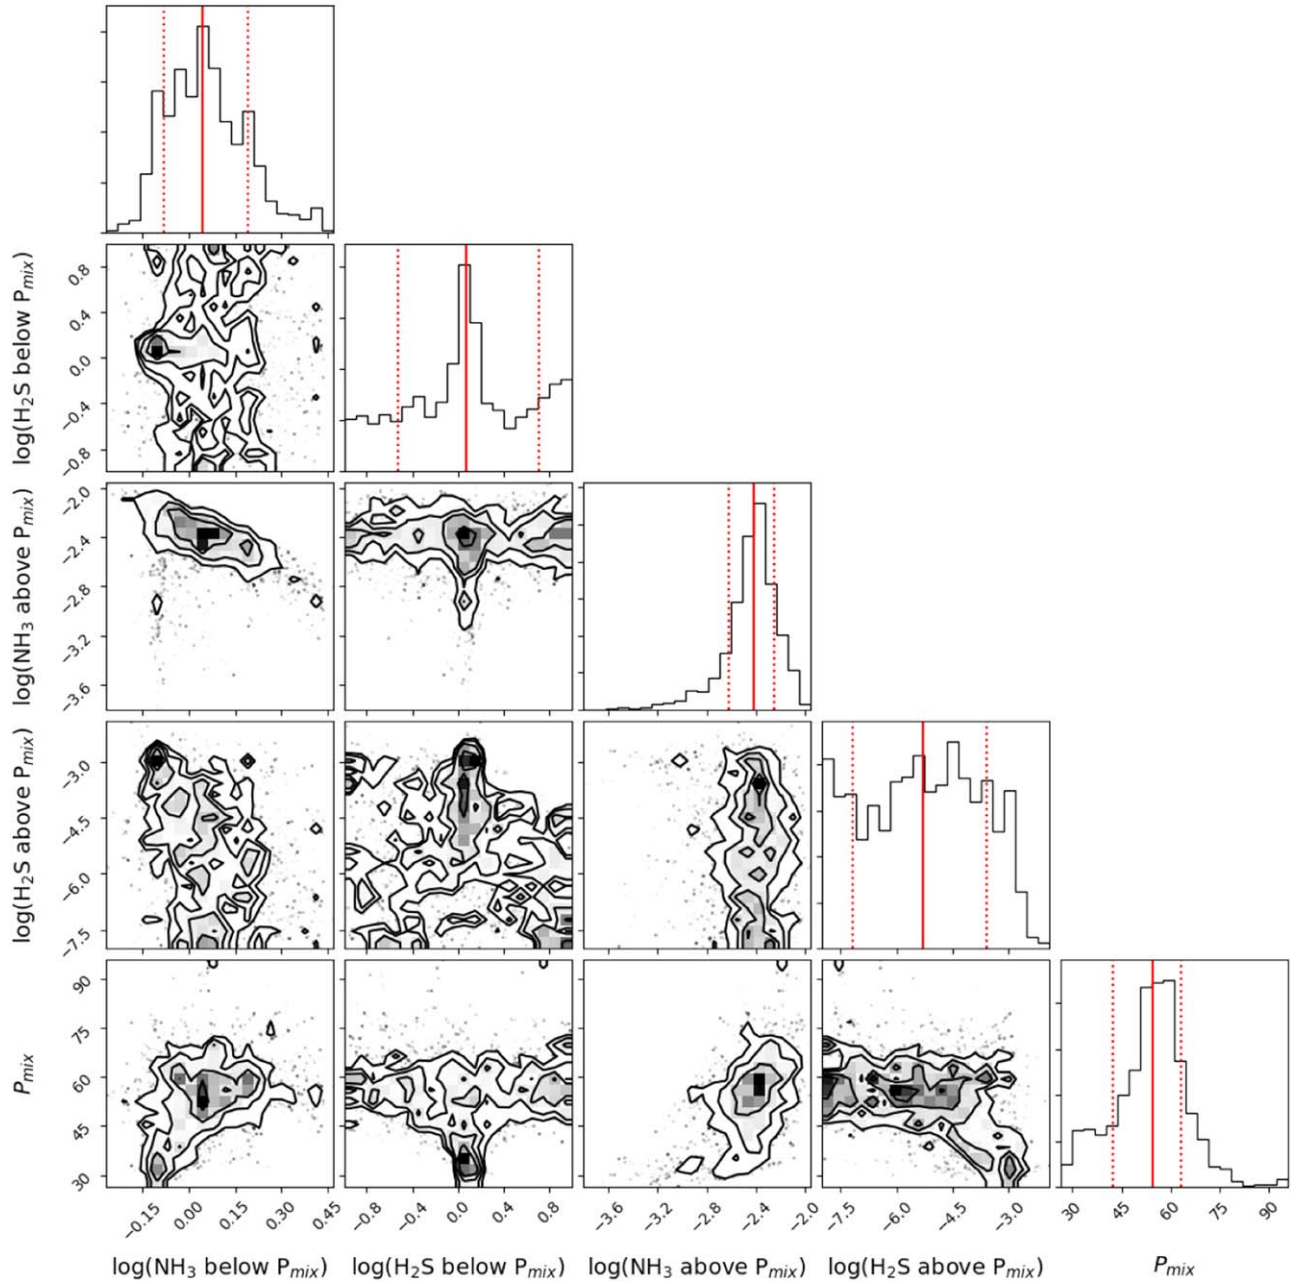 log(H₂S below P_mix)
0.8
0.4
0.0
−0.4
−0.8
log(NH₃ above P_mix)
−2.0
−2.4
−2.8
−3.2
−3.6
log(H₂S above P_mix)
−3.0
−4.5
−6.0
−7.5
P_mix
90
75
60
45
30
−0.15 0.00 0.15 0.30 0.45
−0.8 −0.4 0.0 0.4 0.8
−3.6 −3.2 −2.8 −2.4 −2.0
−7.5 −6.0 −4.5 −3.0
30 45 60 75 90
log(NH₃ below P_mix)
log(H₂S below P_mix)
log(NH₃ above P_mix)
log(H₂S above P_mix)
P_mix